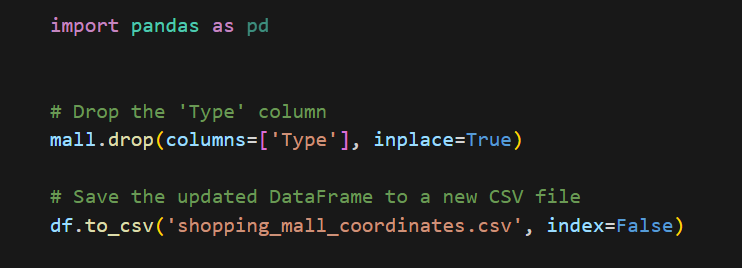 import pandas as pd
# Drop the 'Type' column
mall.drop(columns=['Type'], inplace=True)
# Save the updated DataFrame to a new CSV file
df.to_csv('shopping_mall_coordinates.csv', index=False)